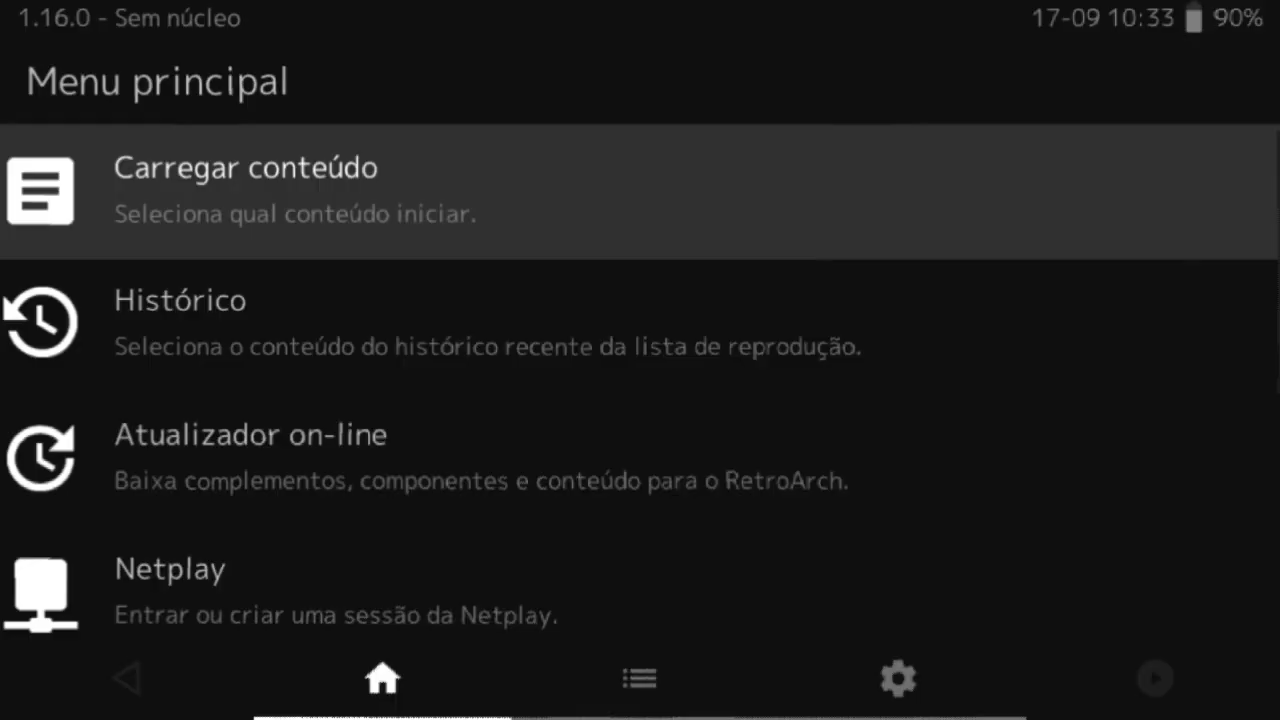 1.16.0 - Sem núcleo
17-09 10:33 90%
Menu principal
Carregar conteúdo
Seleciona qual conteúdo iniciar.
Histórico
Seleciona o conteúdo do histórico recente da lista de reprodução.
Atualizador on-line
Baixa complementos, componentes e conteúdo para o RetroArch.
Netplay
Entrar ou criar uma sessão da Netplay.